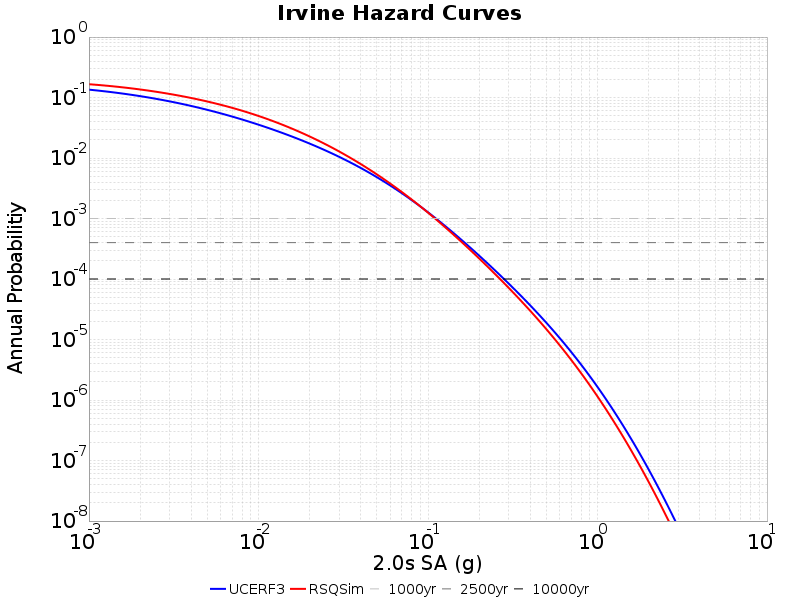 Irvine Hazard Curves
10^0
10^-1
10^-2
10^-3
10^-4
10^-5
10^-6
10^-7
10^-8
Annual Probabilitiy
10^-3 10^-2 10^-1 10^0 10^1
2.0s SA (g)
UCERF3 RSQSim 1000yr 2500yr 10000yr